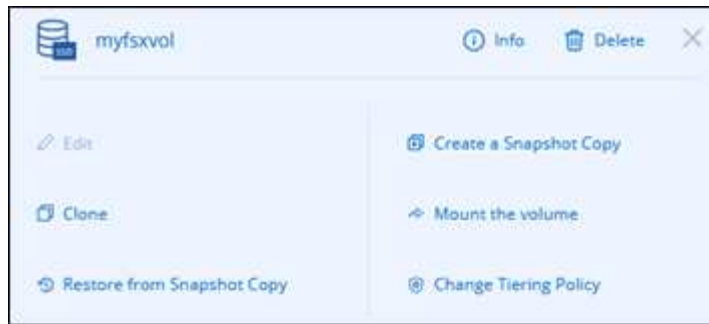 myfsxvol Info Delete
Edit Create a Snapshot Copy
Clone Mount the volume
Restore from Snapshot Copy Change Tiering Policy